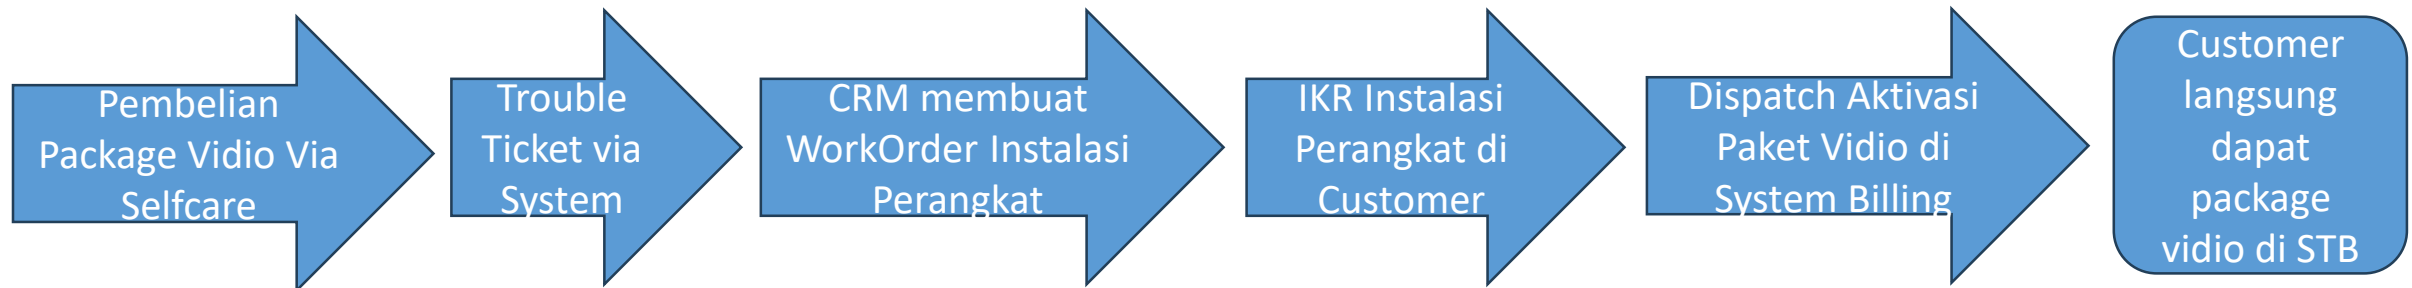 Pembelian
Package Vidio Via
Selfcare
Trouble
Ticket via
System
CRM membuat
WorkOrder Instalasi
Perangkat
IKR Instalasi
Perangkat di
Customer
Dispatch Aktivasi
Paket Vidio di
System Billing
Customer
langsung
dapat
package
vidio di STB